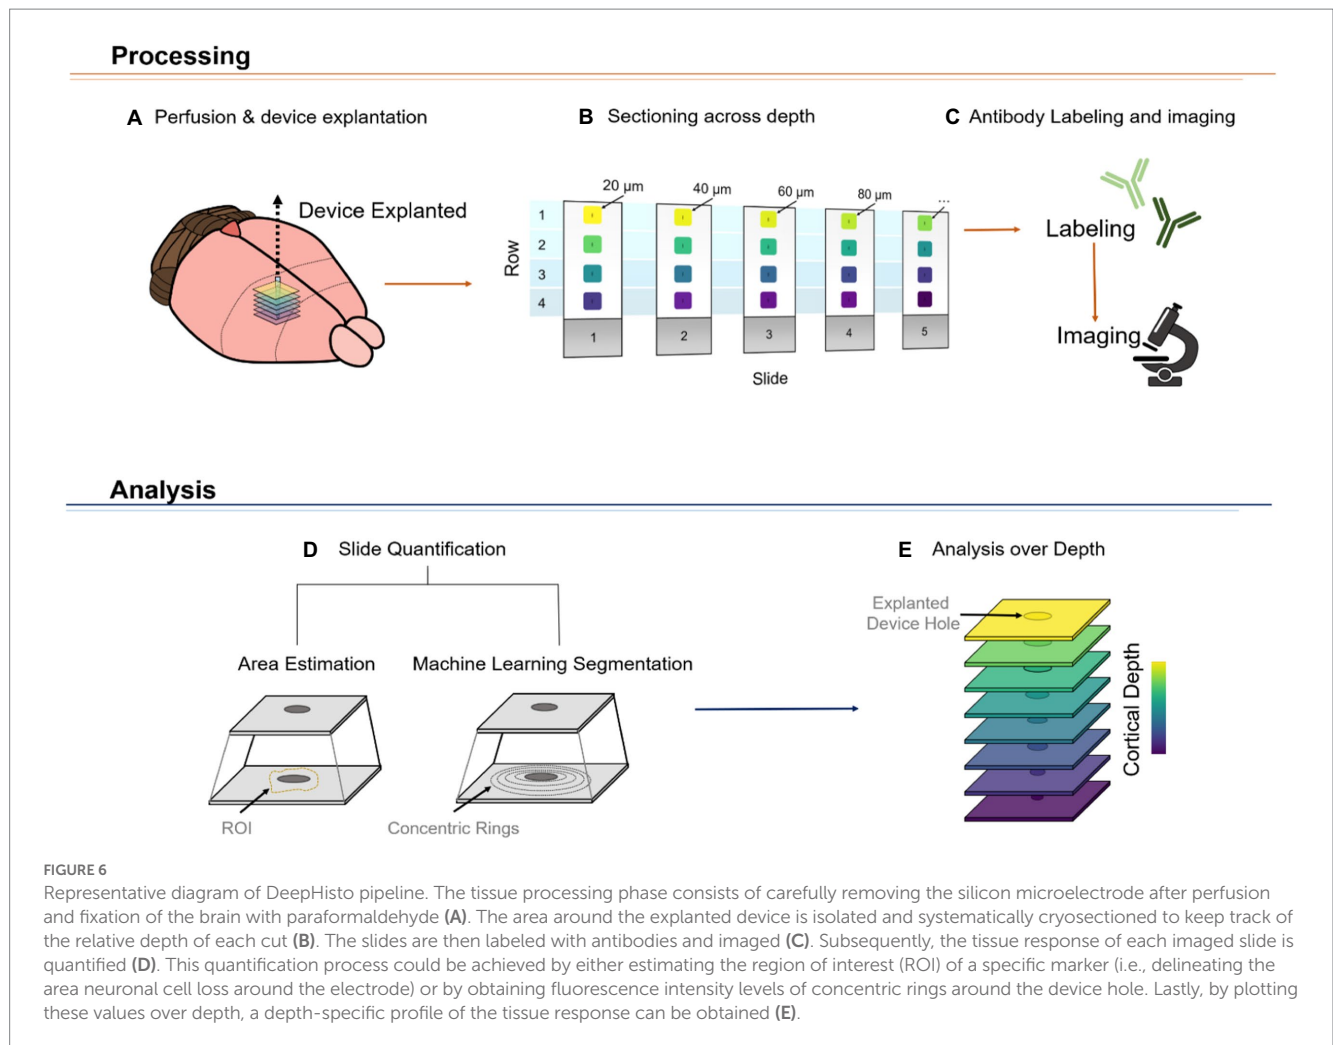 Processing
A Perfusion & device explantation
B Sectioning across depth
C Antibody Labeling and imaging
Device Explanted
20 µm
40 µm
60 µm
80 µm
...
Row
1
2
3
4
1
2
3
4
5
Slide
Labeling
Imaging
Analysis
D Slide Quantification
E Analysis over Depth
Area Estimation
Machine Learning Segmentation
ROI
Concentric Rings
Explanted
Device Hole
Cortical Depth
FIGURE 6
Representative diagram of DeepHisto pipeline. The tissue processing phase consists of carefully removing the silicon microelectrode after perfusion
and fixation of the brain with paraformaldehyde (A). The area around the explanted device is isolated and systematically cryosectioned to keep track of
the relative depth of each cut (B). The slides are then labeled with antibodies and imaged (C). Subsequently, the tissue response of each imaged slide is
quantified (D). This quantification process could be achieved by either estimating the region of interest (ROI) of a specific marker (i.e., delineating the
area neuronal cell loss around the electrode) or by obtaining fluorescence intensity levels of concentric rings around the device hole. Lastly, by plotting
these values over depth, a depth-specific profile of the tissue response can be obtained (E).